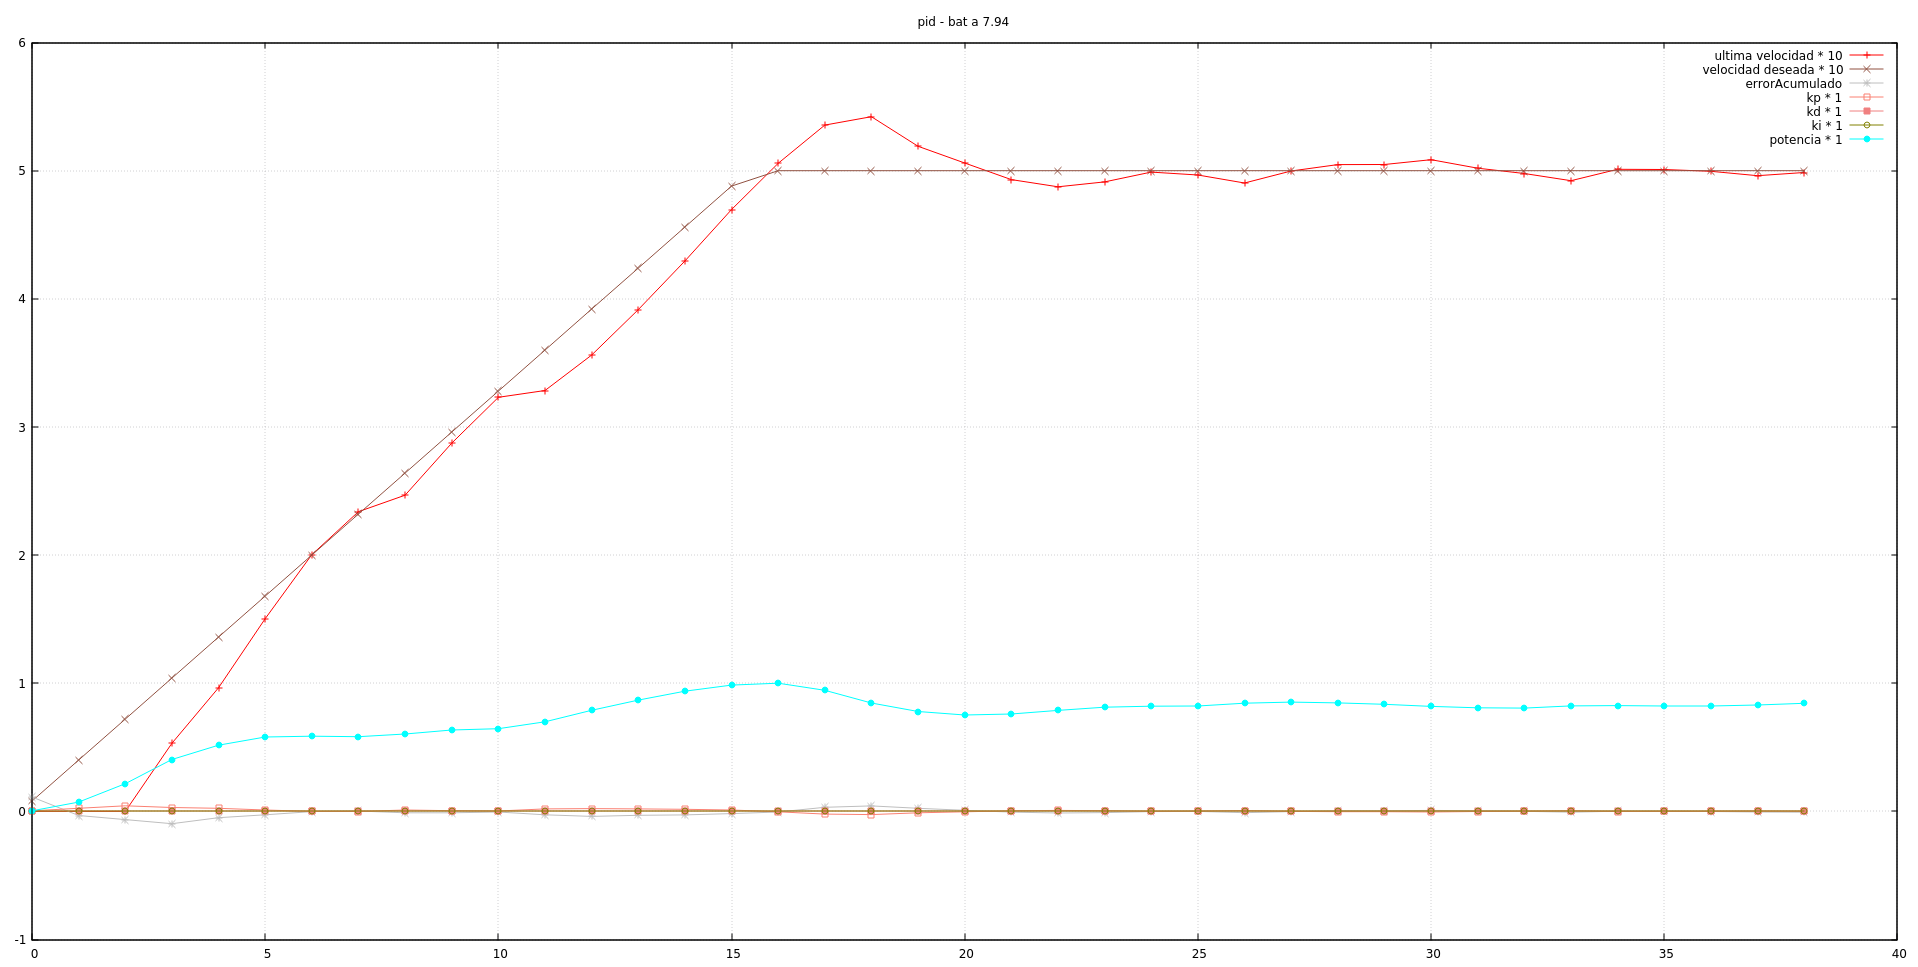 pid - bat a 7.94
6
ultima velocidad * 10
velocidad deseada * 10
errorAcumulado
kp * 1
kd * 1
ki * 1
potencia * 1
5
4
3
2
1
0
-1
0 5 10 15 20 25 30 35 40